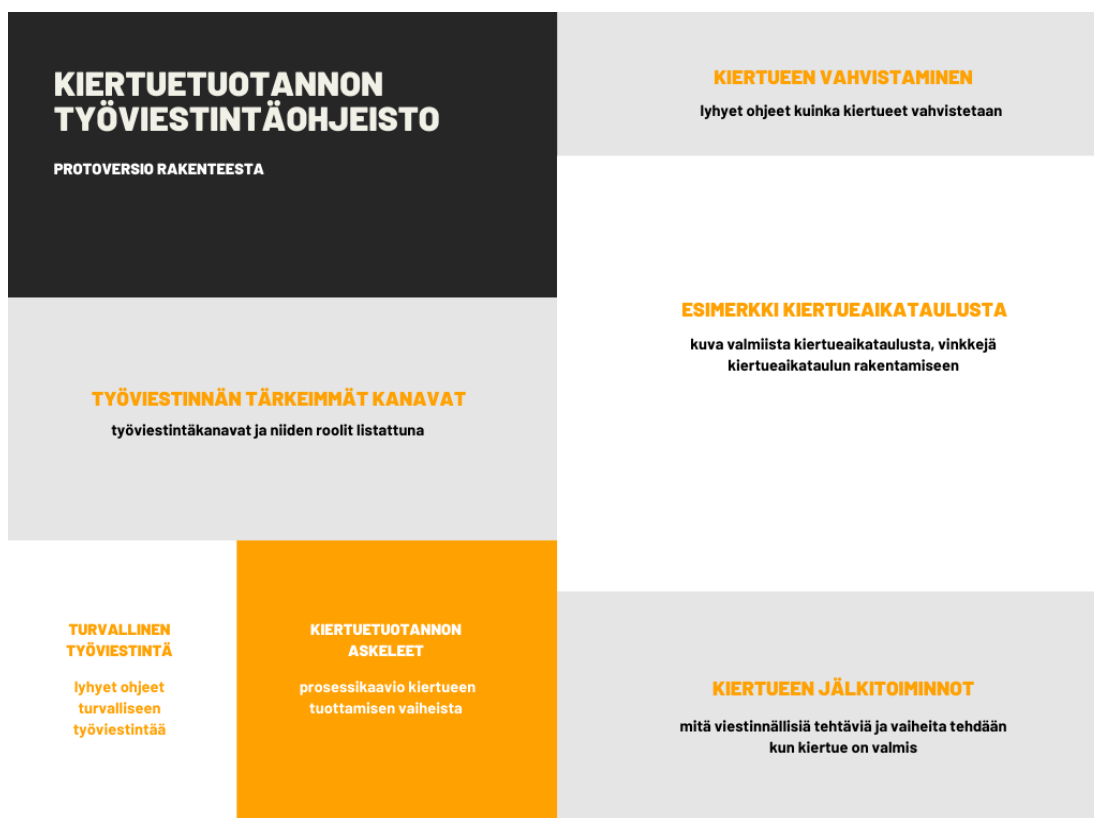 KIERTUETUOTANNON
TYÖVIESTINTÄOHJEISTO
PROTOVERSIO RAKENTEESTA
TYÖVIESTINNÄN TÄRKEIMMÄT KANAVAT
työviestintäkanavat ja niiden roolit listattuna
TURVALLINEN
TYÖVIESTINTÄ
lyhyet ohjeet
turvalliseen
työviestintää
KIERTUETUOTANNON
ASKELEET
prosessikaavio kiertueen
tuottamisen vaiheista
KIERTUEEN VAHVISTAMINEN
lyhyet ohjeet kuinka kiertueet vahvistetaan
ESIMERKKI KIERTUEAIKATAULUSTA
kuva valmiista kiertueaikataulusta, vinkkejä
kiertueaikataulun rakentamiseen
KIERTUEEN JÄLKITOIMINNOT
mitä viestinnällisiä tehtäviä ja vaiheita tehdään
kun kiertue on valmis